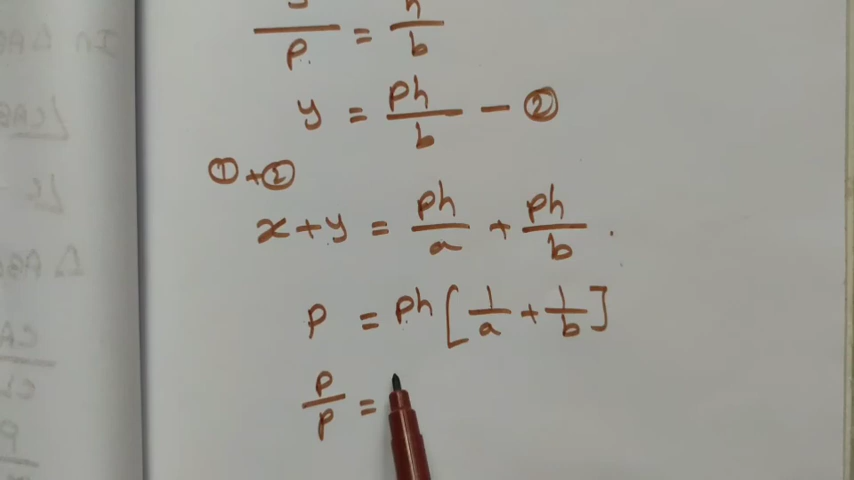 y/p = h/b
y = ph/b - ②
① + ②
x + y = ph/a + ph/b .
p = ph [1/a + 1/b]
p/p =